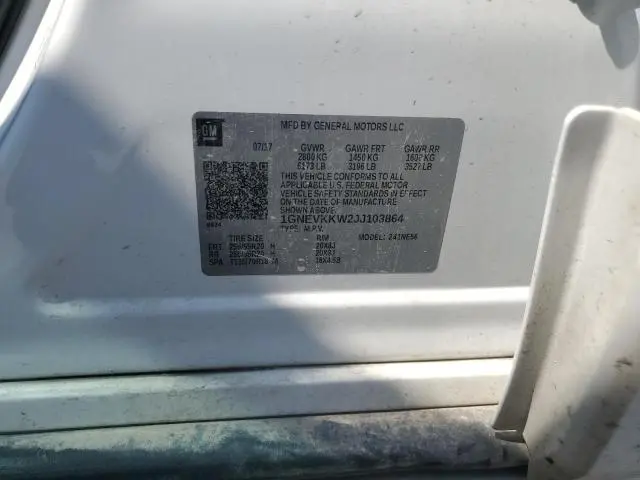 GM
MFD BY GENERAL MOTORS LLC
07/17 GVWR GAWR FRT GAWR RR
2800 KG 1450 KG 1600 KG
6173 LB 3196 LB 3527 LB
THIS VEHICLE CONFORMS TO ALL
APPLICABLE U.S. FEDERAL MOTOR
VEHICLE SAFETY STANDARDS IN EFFECT
ON THE DATE OF MANUFACTURE
SHOWN ABOVE.
1GNEVKKW2JJ103864
TYPE: M.P.V. MODEL:
TIRE SIZE RIM
FRT H 20X8J
RR H 20X8J
SPA 18X4.5B